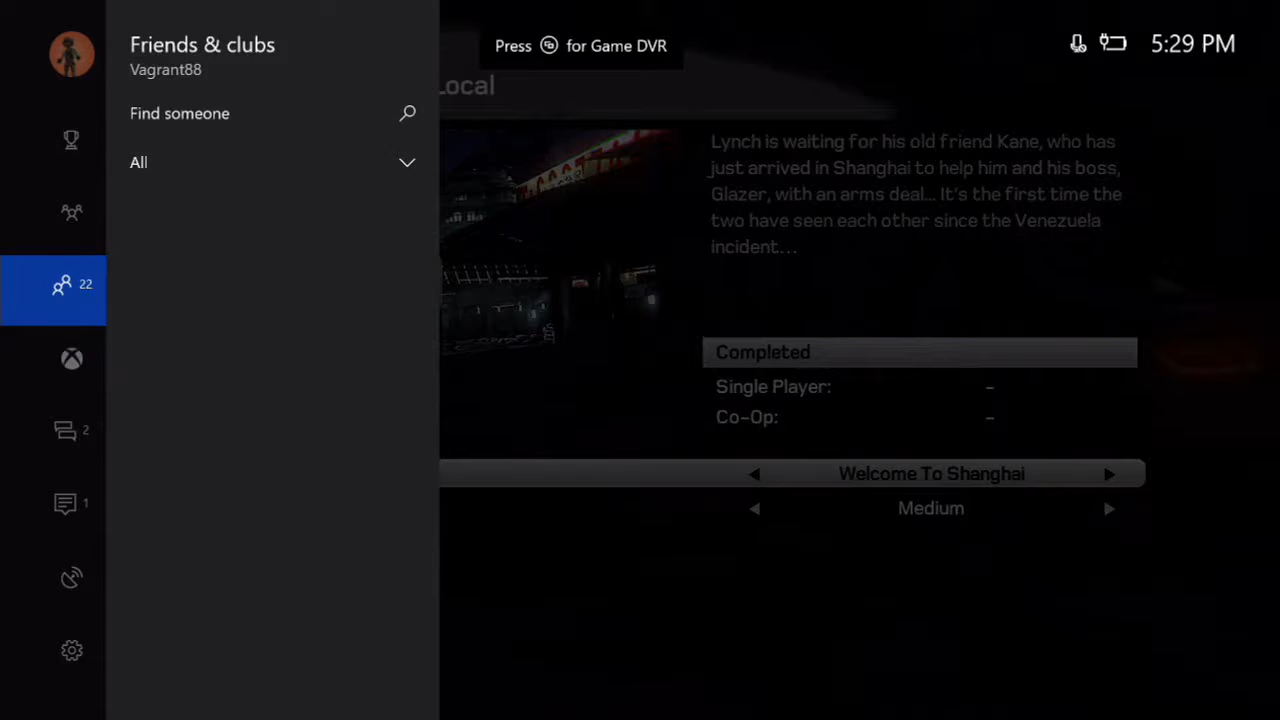 Friends & clubs
Vagrant88
Find someone
All
22
2
1
Press for Game DVR
5:29 PM
Local
Lynch is waiting for his old friend Kane, who has
just arrived in Shanghai to help him and his boss,
Glazer, with an arms deal... It's the first time the
two have seen each other since the Venezuela
incident...
Completed
Single Player: -
Co-Op: -
Welcome To Shanghai
Medium